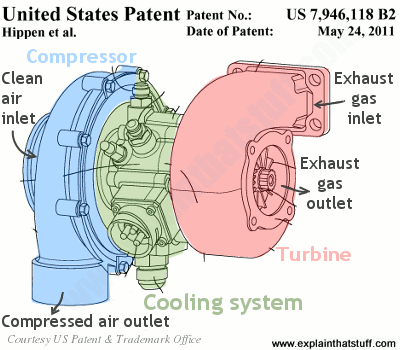 United States Patent Patent No.: US 7,946,118 B2
Hippen et al. Date of Patent: May 24, 2011
Compressor
Clean
air
inlet
Exhaust
gas
inlet
Exhaust
gas
outlet
Turbine
Cooling system
Compressed air outlet
Courtesy US Patent & Trademark Office
www.explainthatstuff.com